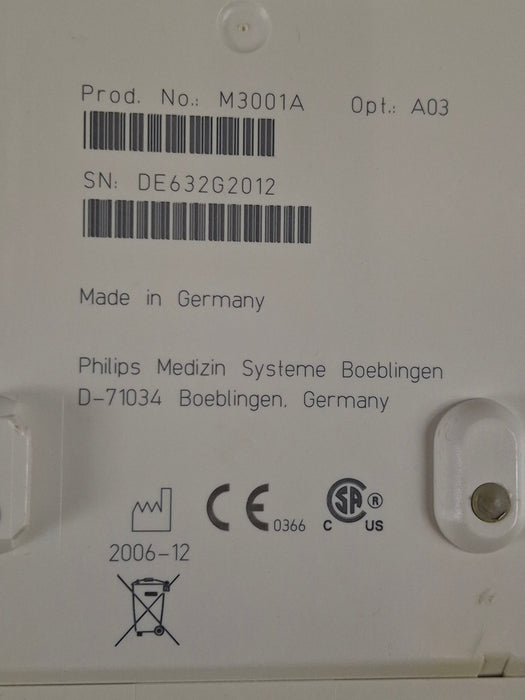 Prod. No.: M3001A Opt.: A03
SN: DE632G2012
Made in Germany
Philips Medizin Systeme Boeblingen
D-71034 Boeblingen, Germany
CE 0366
SA ®
C US
2006-12